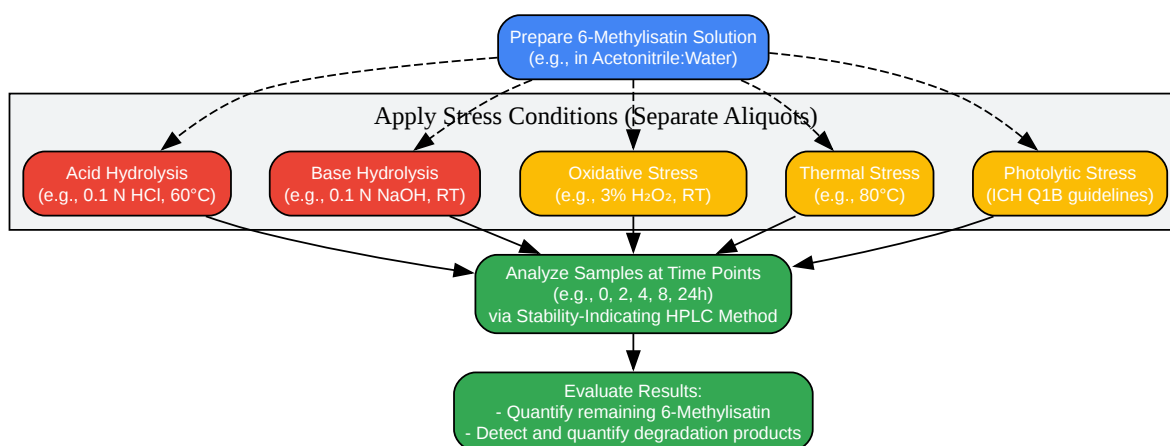 Prepare 6-Methylisatin Solution
(e.g., in Acetonitrile:Water)
Apply Stress Conditions (Separate Aliquots)
Acid Hydrolysis
(e.g., 0.1 N HCl, 60°C)
Base Hydrolysis
(e.g., 0.1 N NaOH, RT)
Oxidative Stress
(e.g., 3% H₂O₂, RT)
Thermal Stress
(e.g., 80°C)
Photolytic Stress
(ICH Q1B guidelines)
Analyze Samples at Time Points
(e.g., 0, 2, 4, 8, 24h)
via Stability-Indicating HPLC Method
Evaluate Results:
- Quantify remaining 6-Methylisatin
- Detect and quantify degradation products